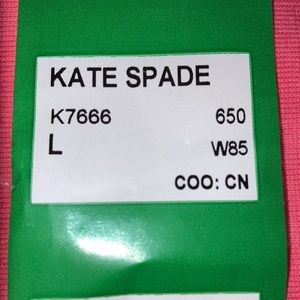 KATE SPADE
K7666 650
L W85
COO: CN